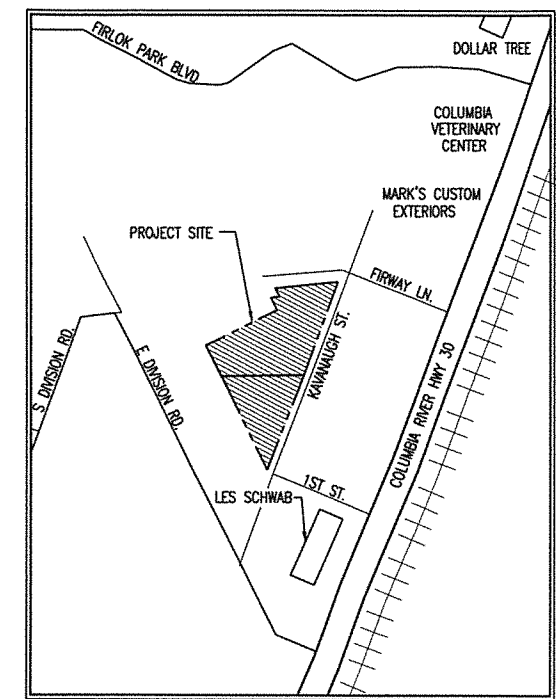 FIRLOK PARK BLVD
DOLLAR TREE
COLUMBIA
VETERINARY
CENTER
MARK'S CUSTOM
EXTERIORS
PROJECT SITE
FIRWAY LN.
KAVANAUGH ST.
S DIVISION RD.
E DIVISION RD.
COLUMBIA RIVER HWY 30
1ST ST.
LES SCHWAB